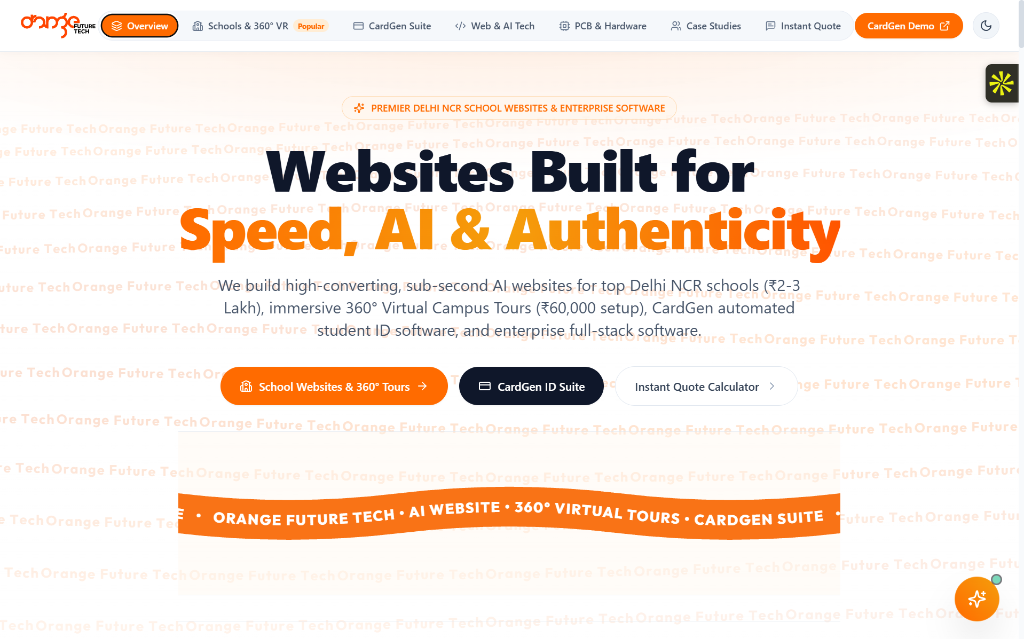 orange FUTURE TECH
Overview
Schools & 360° VR Popular
CardGen Suite
Web & AI Tech
PCB & Hardware
Case Studies
Instant Quote
CardGen Demo
PREMIER DELHI NCR SCHOOL WEBSITES & ENTERPRISE SOFTWARE
Websites Built for
Speed, AI & Authenticity
We build high-converting, sub-second AI websites for top Delhi NCR schools (₹2-3
Lakh), immersive 360° Virtual Campus Tours (₹60,000 setup), CardGen automated
student ID software, and enterprise full-stack software.
School Websites & 360° Tours
CardGen ID Suite
Instant Quote Calculator
E • ORANGE FUTURE TECH • AI WEBSITE • 360° VIRTUAL TOURS • CARDGEN SUITE •
Orange Future Tech